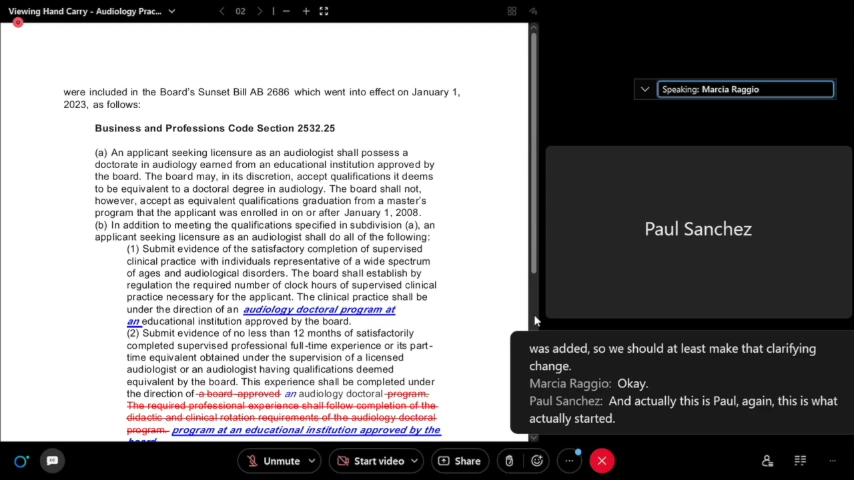 Viewing Hand Carry - Audiology Prac...
02
were included in the Board's Sunset Bill AB 2686 which went into effect on January 1,
2023, as follows:
Business and Professions Code Section 2532.25
(a) An applicant seeking licensure as an audiologist shall possess a
doctorate in audiology earned from an educational institution approved by
the board. The board may, in its discretion, accept qualifications it deems
to be equivalent to a doctoral degree in audiology. The board shall not,
however, accept as equivalent qualifications graduation from a master's
program that the applicant was enrolled in on or after January 1, 2008.
(b) In addition to meeting the qualifications specified in subdivision (a), an
applicant seeking licensure as an audiologist shall do all of the following:
(1) Submit evidence of the satisfactory completion of supervised
clinical practice with individuals representative of a wide spectrum
of ages and audiological disorders. The board shall establish by
regulation the required number of clock hours of supervised clinical
practice necessary for the applicant. The clinical practice shall be
under the direction of an audiology doctoral program at
an educational institution approved by the board.
(2) Submit evidence of no less than 12 months of satisfactorily
completed supervised professional full-time experience or its part-
time equivalent obtained under the supervision of a licensed
audiologist or an audiologist having qualifications deemed
equivalent by the board. This experience shall be completed under
the direction of a board-approved an audiology doctoral program.
The required professional experience shall follow completion of the
didactic and clinical rotation requirements of the audiology doctoral
program. program at an educational institution approved by the
board.
Speaking: Marcia Raggio
Paul Sanchez
was added, so we should at least make that clarifying
change.
Marcia Raggio: Okay.
Paul Sanchez: And actually this is Paul, again, this is what
actually started.
Unmute
Start video
Share